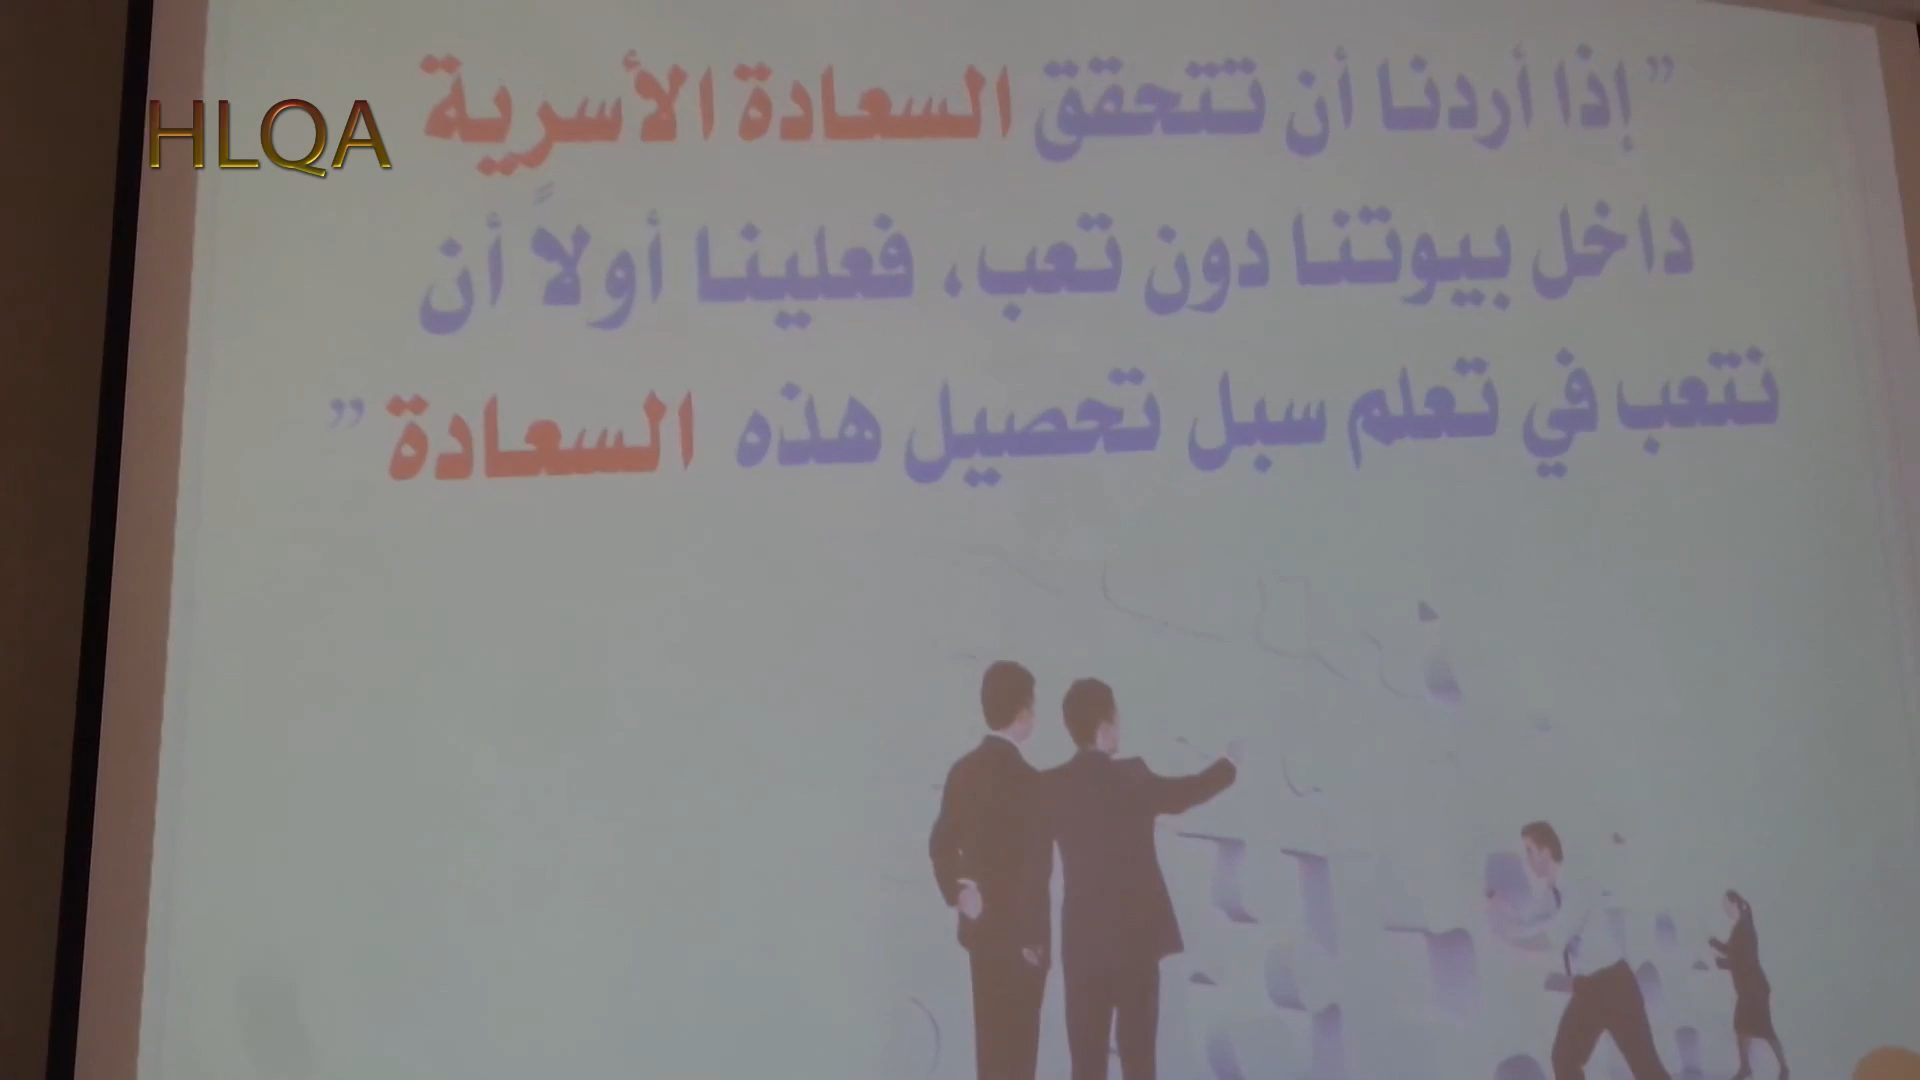 HLQA
”إذا أردنا أن تتحقق السعادة الأسرية
داخل بيوتنا دون تعب، فعلينا أولاً أن
نتعب في تعلم سبل تحصيل هذه السعادة”